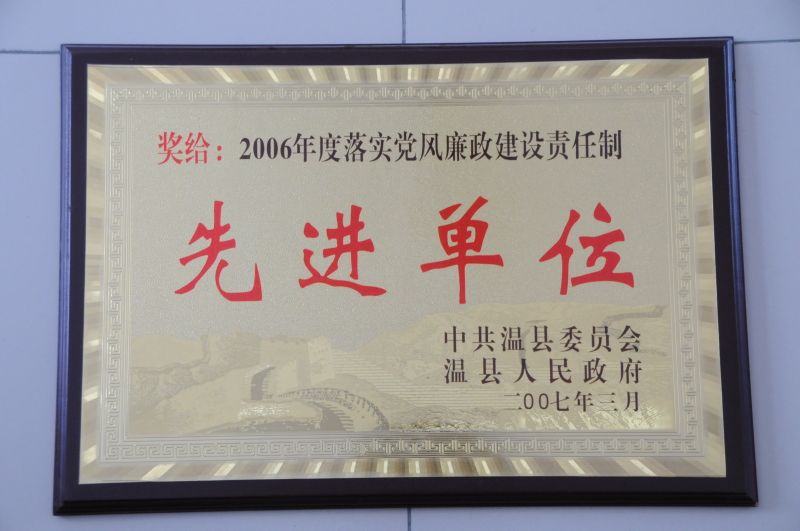 奖给：2006年度落实党风廉政建设责任制
先进单位
中共温县委员会
温县人民政府
二00七年三月